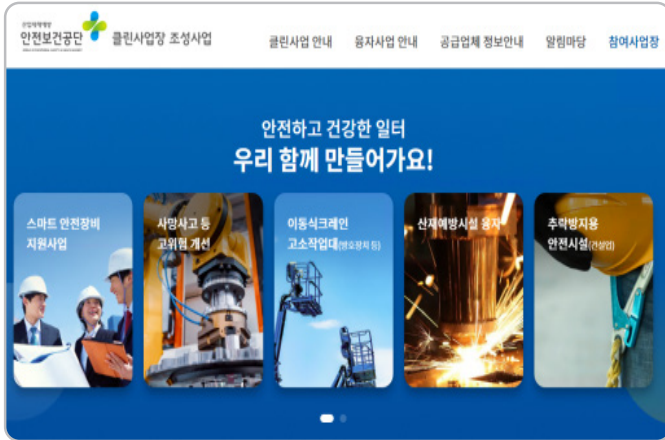 산업재해예방
안전보건공단
클린사업장 조성사업
클린사업 안내
융자사업 안내
공급업체 정보안내
알림마당
참여사업장
안전하고 건강한 일터
우리 함께 만들어가요!
스마트 안전장비
지원사업
사망사고 등
고위험 개선
이동식크레인
고소작업대(방호장치 등)
산재예방시설 융자
추락방지용
안전시설(건설업)